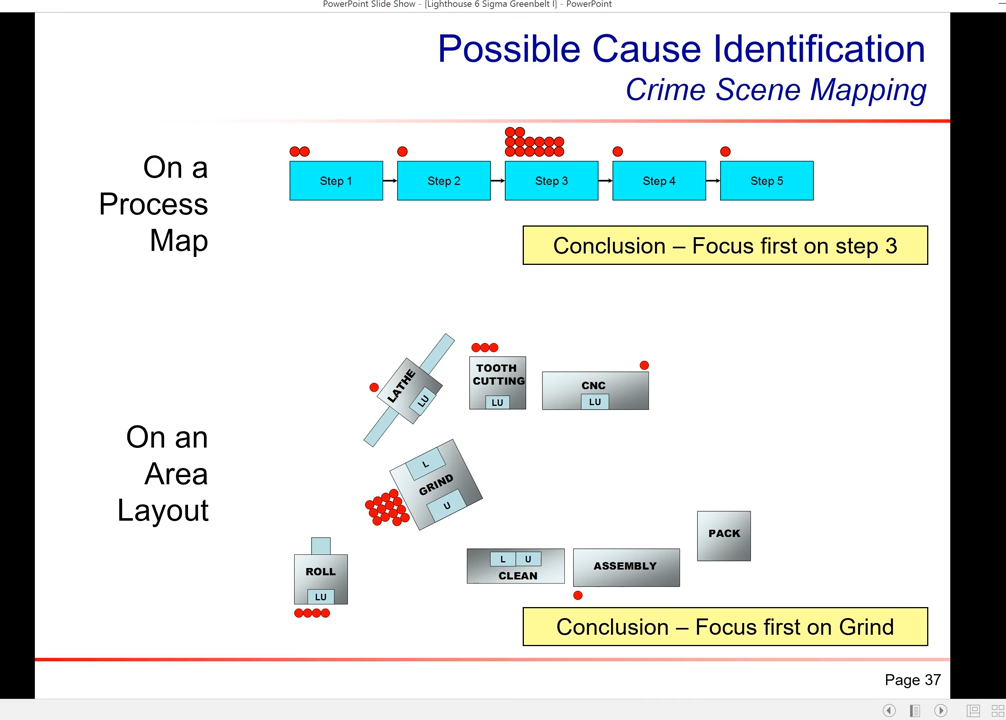 PowerPoint Slide Show - [Lighthouse 6 Sigma Greenbelt I] - PowerPoint
Possible Cause Identification
Crime Scene Mapping
On a
Process
Map
Step 1
Step 2
Step 3
Step 4
Step 5
Conclusion – Focus first on step 3
On an
Area
Layout
LATHE
LU
TOOTH
CUTTING
LU
CNC
LU
L
GRIND
U
ROLL
LU
L U
CLEAN
ASSEMBLY
PACK
Conclusion – Focus first on Grind
Page 37